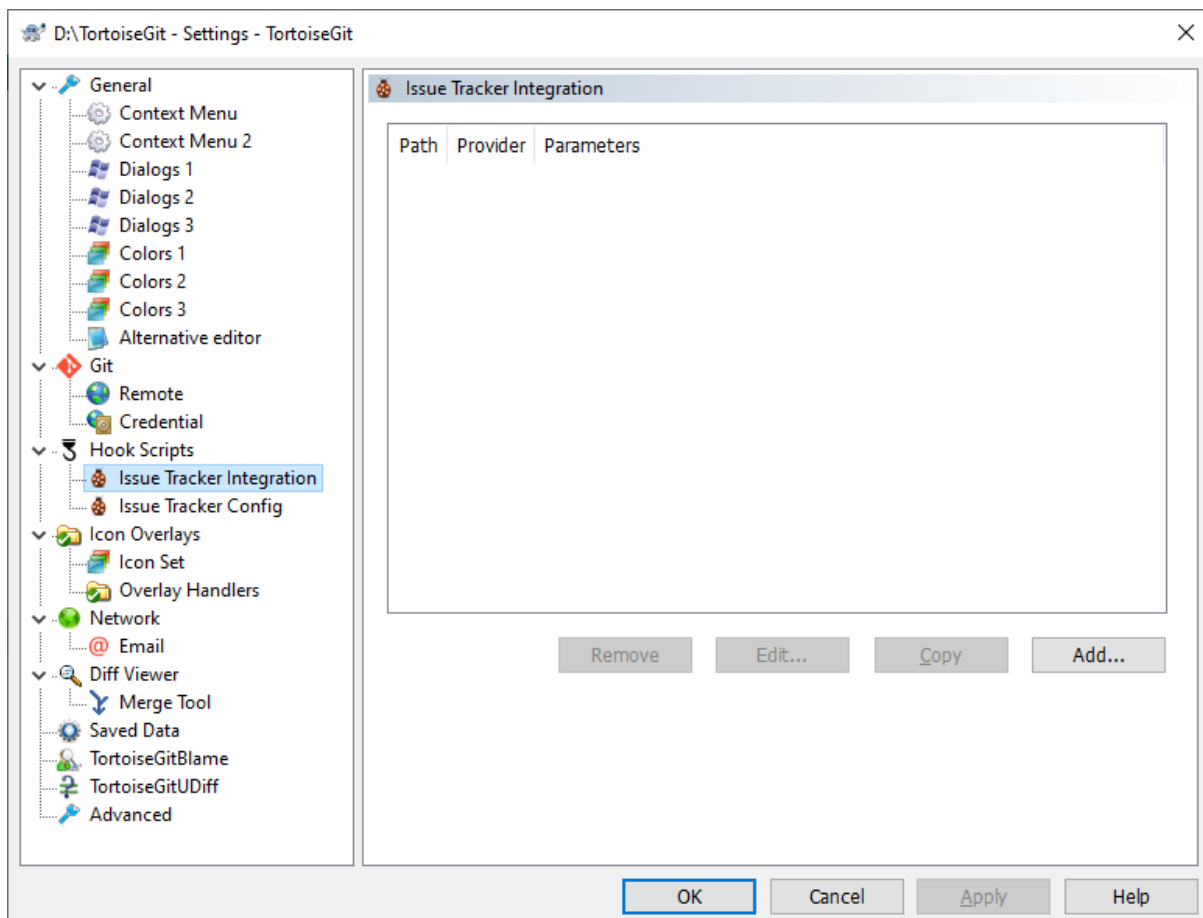 D:\TortoiseGit - Settings - TortoiseGit
General
Context Menu
Context Menu 2
Dialogs 1
Dialogs 2
Dialogs 3
Colors 1
Colors 2
Colors 3
Alternative editor
Git
Remote
Credential
Hook Scripts
Issue Tracker Integration
Issue Tracker Config
Icon Overlays
Icon Set
Overlay Handlers
Network
Email
Diff Viewer
Merge Tool
Saved Data
TortoiseGitBlame
TortoiseGitUDiff
Advanced
Issue Tracker Integration
Path Provider Parameters
Remove Edit... Copy Add...
OK Cancel Apply Help